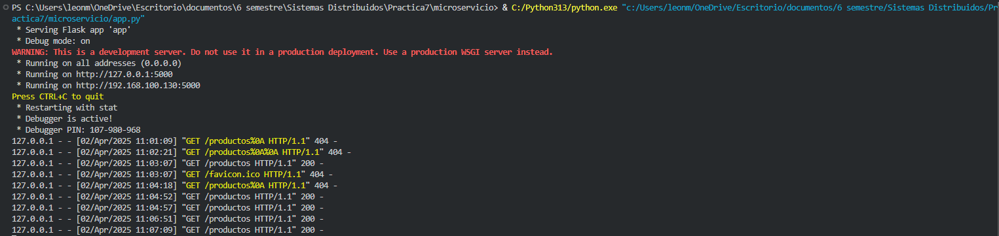 PS C:\Users\leonm\OneDrive\Escritorio\documentos\6 semestre\Sistemas Distribuidos\Practica7\microservicio> & C:/Python313/python.exe "c:/Users/leonm/OneDrive/Escritorio/documentos/6 semestre/Sistemas Distribuidos/Pr
actica7/microservicio/app.py"
 * Serving Flask app 'app'
 * Debug mode: on
WARNING: This is a development server. Do not use it in a production deployment. Use a production WSGI server instead.
 * Running on all addresses (0.0.0.0)
 * Running on http://127.0.0.1:5000
 * Running on http://192.168.100.130:5000
Press CTRL+C to quit
 * Restarting with stat
 * Debugger is active!
 * Debugger PIN: 107-980-968
127.0.0.1 - - [02/Apr/2025 11:01:09] "GET /productos%0A HTTP/1.1" 404 -
127.0.0.1 - - [02/Apr/2025 11:02:21] "GET /productos%0A%0A HTTP/1.1" 404 -
127.0.0.1 - - [02/Apr/2025 11:03:07] "GET /productos HTTP/1.1" 200 -
127.0.0.1 - - [02/Apr/2025 11:03:07] "GET /favicon.ico HTTP/1.1" 404 -
127.0.0.1 - - [02/Apr/2025 11:04:18] "GET /productos%0A HTTP/1.1" 404 -
127.0.0.1 - - [02/Apr/2025 11:04:52] "GET /productos HTTP/1.1" 200 -
127.0.0.1 - - [02/Apr/2025 11:04:57] "GET /productos HTTP/1.1" 200 -
127.0.0.1 - - [02/Apr/2025 11:06:51] "GET /productos HTTP/1.1" 200 -
127.0.0.1 - - [02/Apr/2025 11:07:09] "GET /productos HTTP/1.1" 200 -